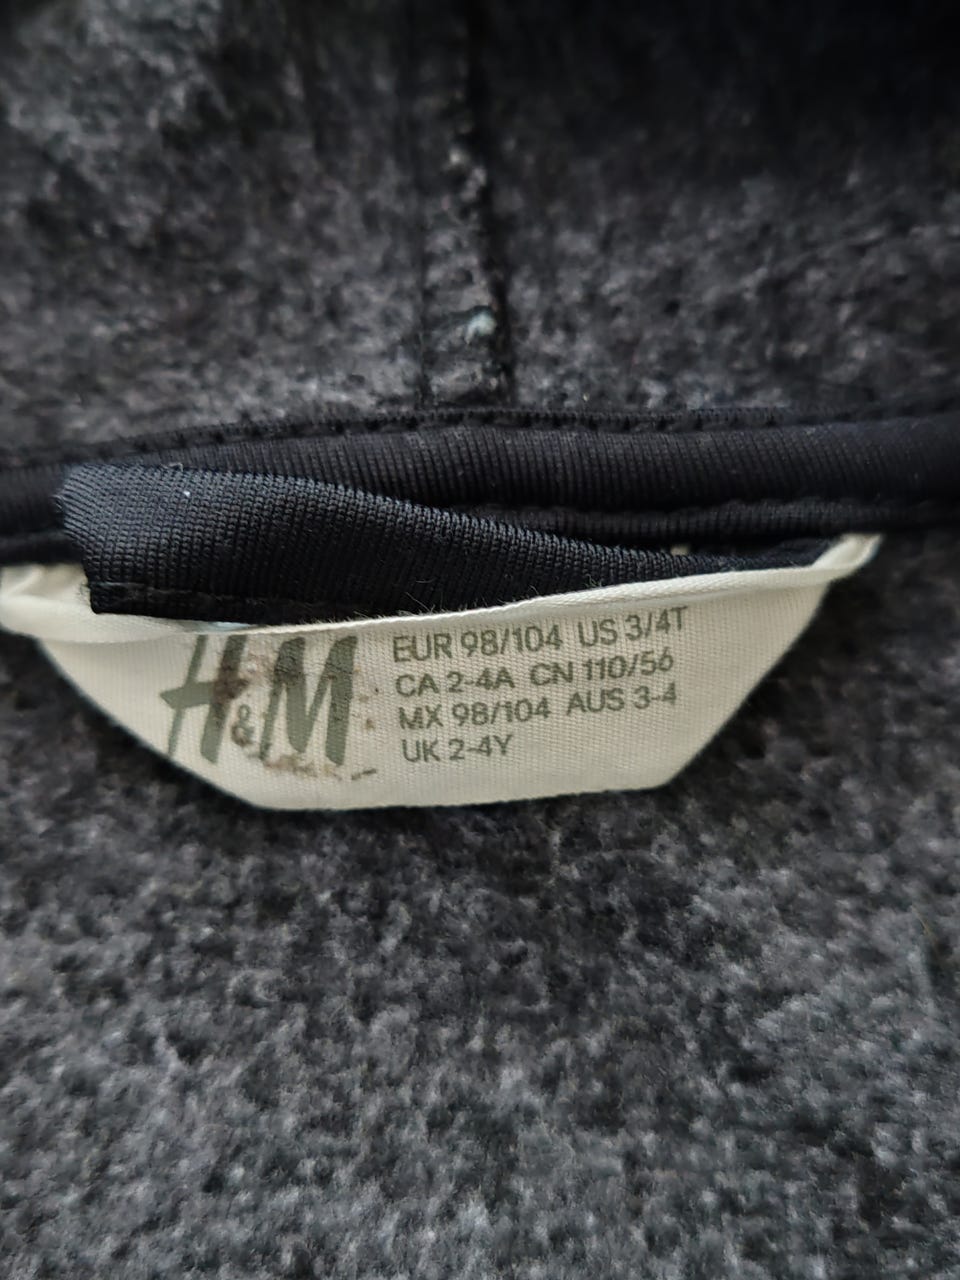 H&M
EUR 98/104 US 3/4T
CA 2-4A CN 110/56
MX 98/104 AUS 3-4
UK 2-4Y